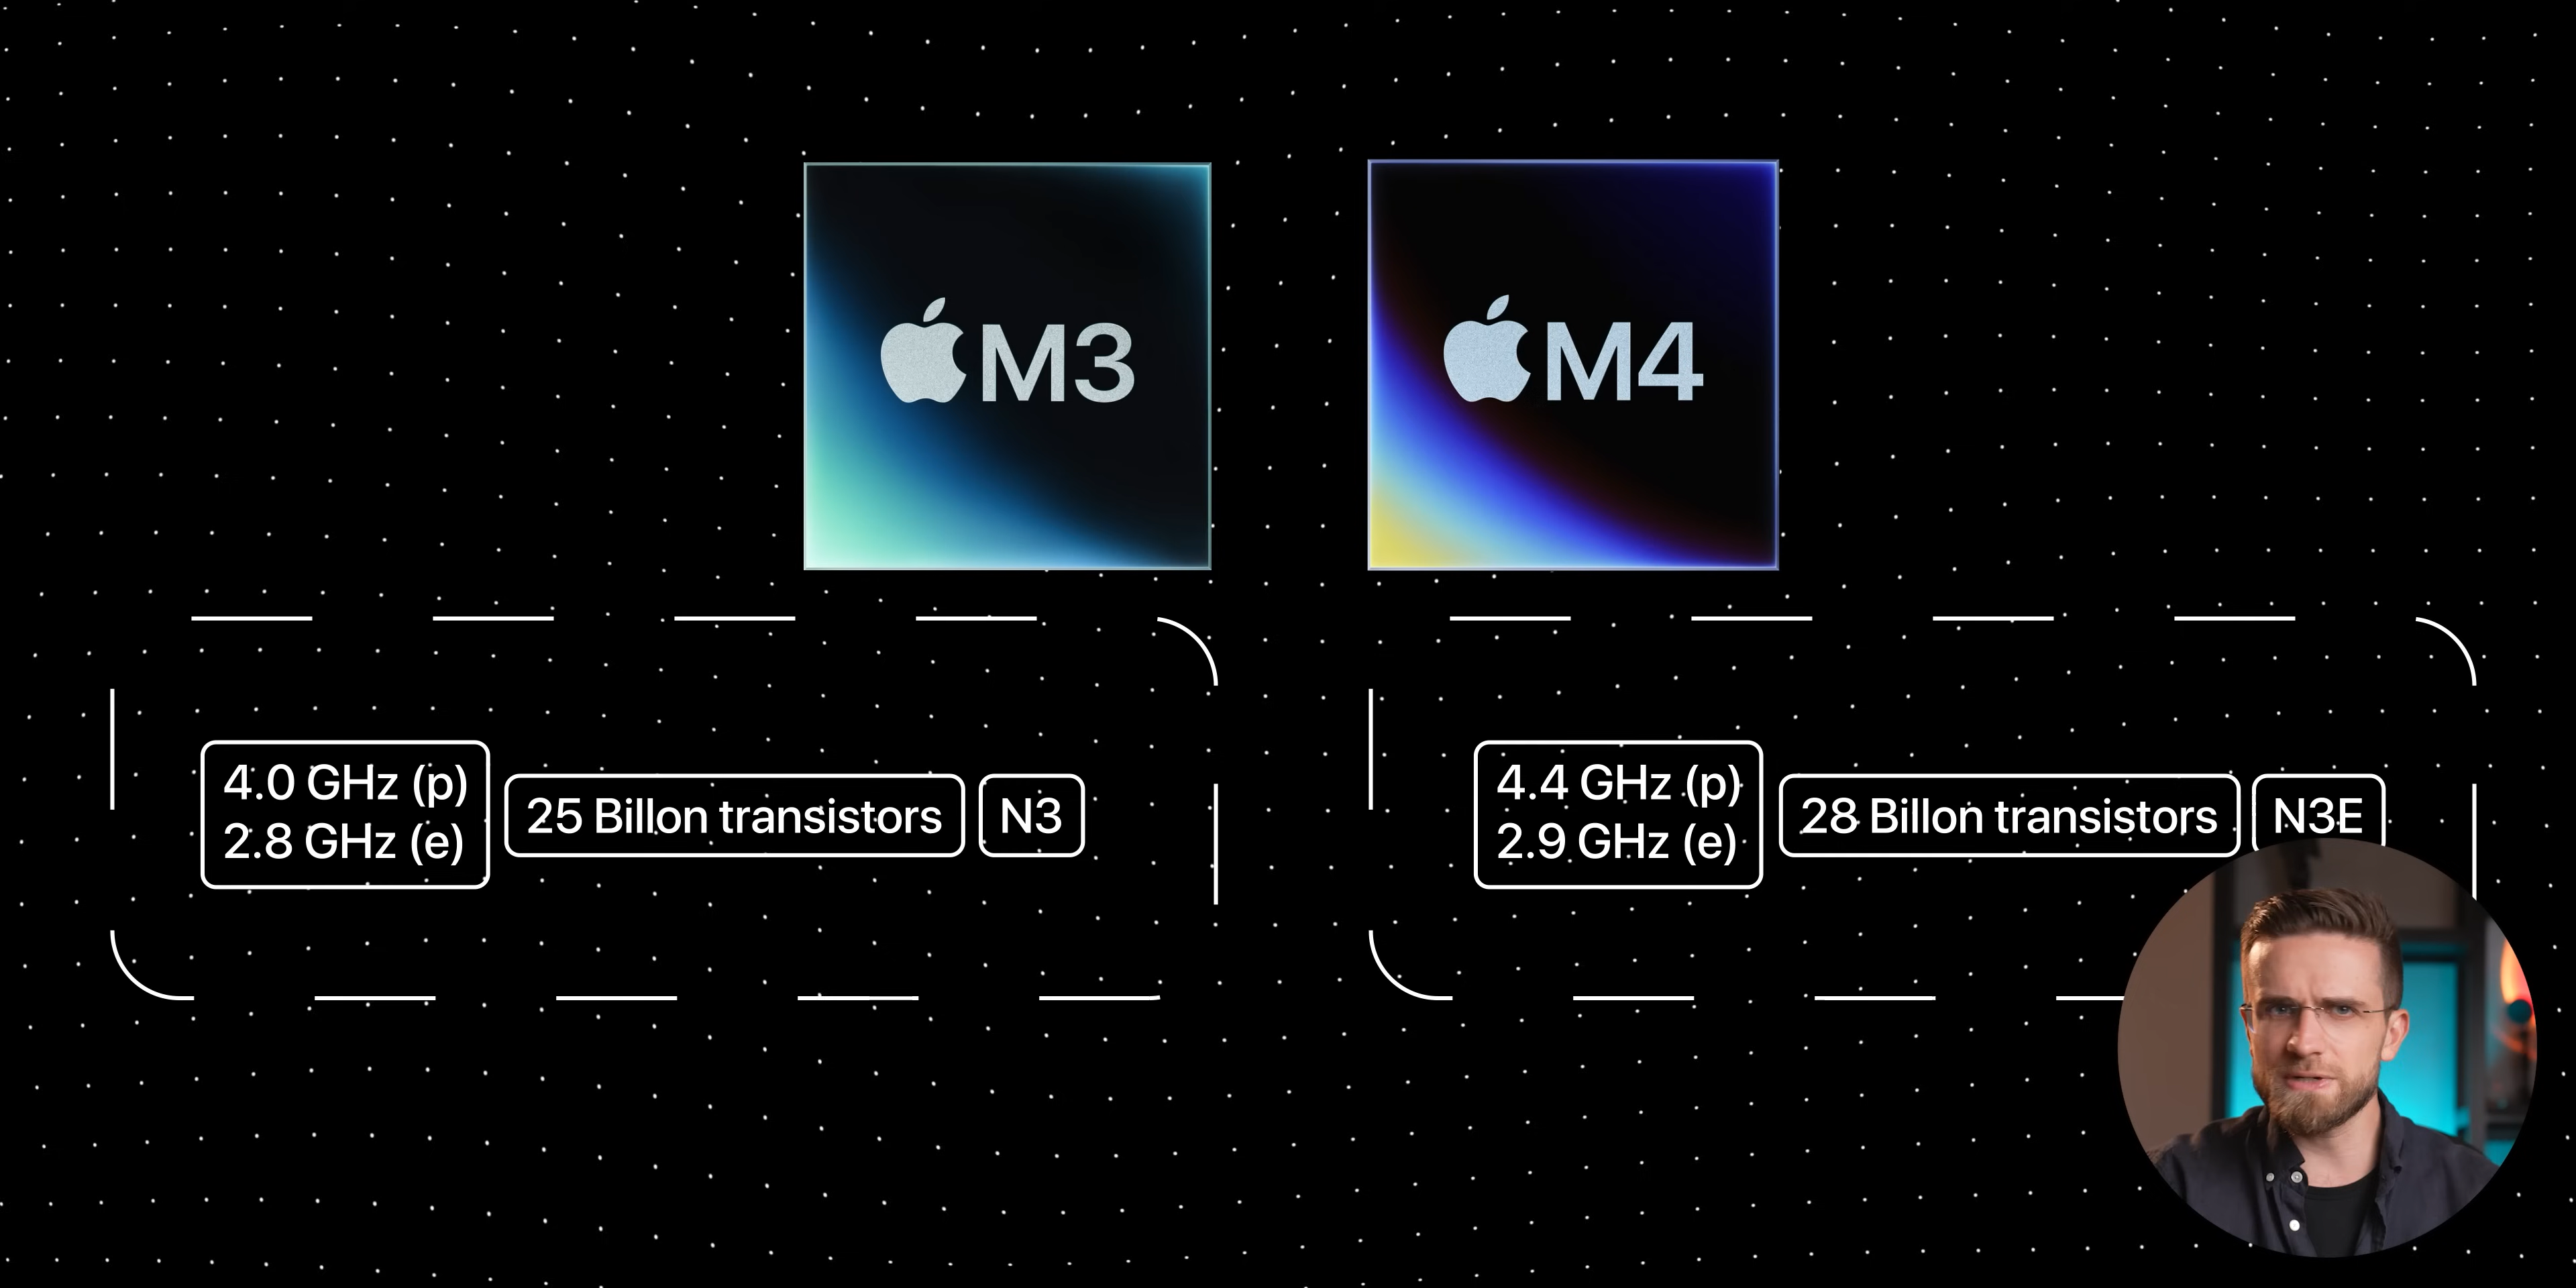 M3
M4
4.0 GHz (p)
2.8 GHz (e)
25 Billon transistors
N3
4.4 GHz (p)
2.9 GHz (e)
28 Billon transistors
N3E